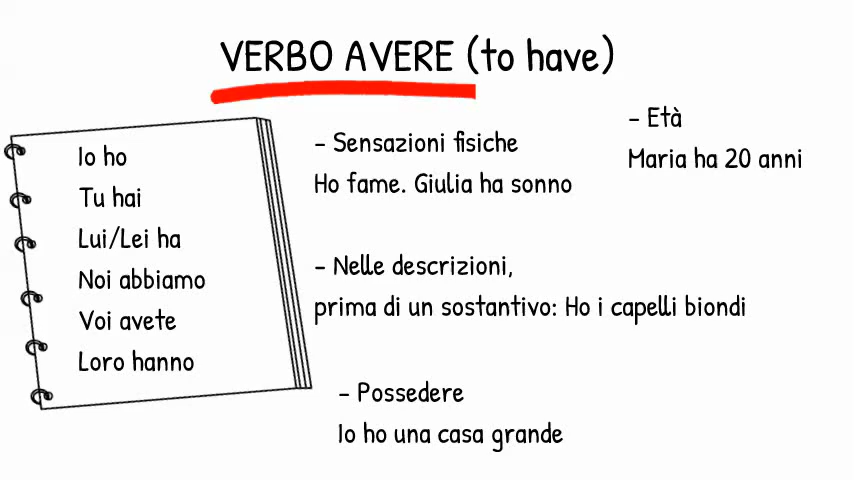 VERBO AVERE (to have)
Io ho
Tu hai
Lui/Lei ha
Noi abbiamo
Voi avete
Loro hanno
- Sensazioni fisiche
Ho fame. Giulia ha sonno
- Età
Maria ha 20 anni
- Nelle descrizioni,
prima di un sostantivo: Ho i capelli biondi
- Possedere
Io ho una casa grande